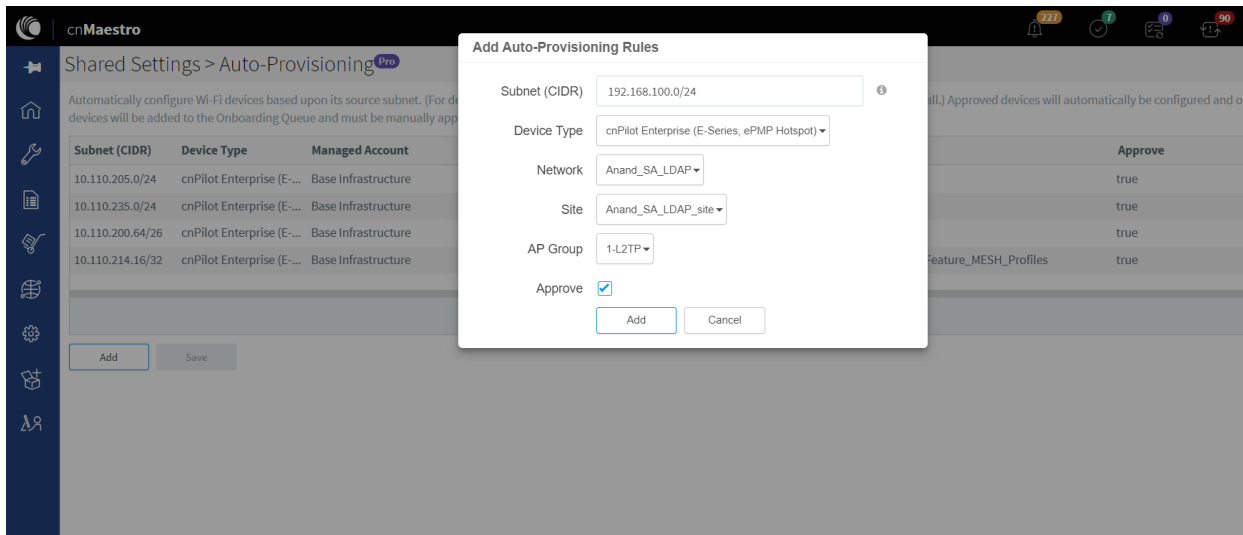 cnMaestro
227
7
0
90
Shared Settings > Auto-Provisioning Pro
Automatically configure Wi-Fi devices based upon its source subnet. (For de
all.) Approved devices will automatically be configured and o
devices will be added to the Onboarding Queue and must be manually app
Subnet (CIDR) Device Type Managed Account Approve
10.110.205.0/24 cnPilot Enterprise (E-... Base Infrastructure true
10.110.235.0/24 cnPilot Enterprise (E-... Base Infrastructure true
10.110.200.64/26 cnPilot Enterprise (E-... Base Infrastructure true
10.110.214.16/32 cnPilot Enterprise (E-... Base Infrastructure Feature_MESH_Profiles true
Add Save
Add Auto-Provisioning Rules
Subnet (CIDR) 192.168.100.0/24
Device Type cnPilot Enterprise (E-Series, ePMP Hotspot)
Network Anand_SA_LDAP
Site Anand_SA_LDAP_site
AP Group 1-L2TP
Approve
Add Cancel